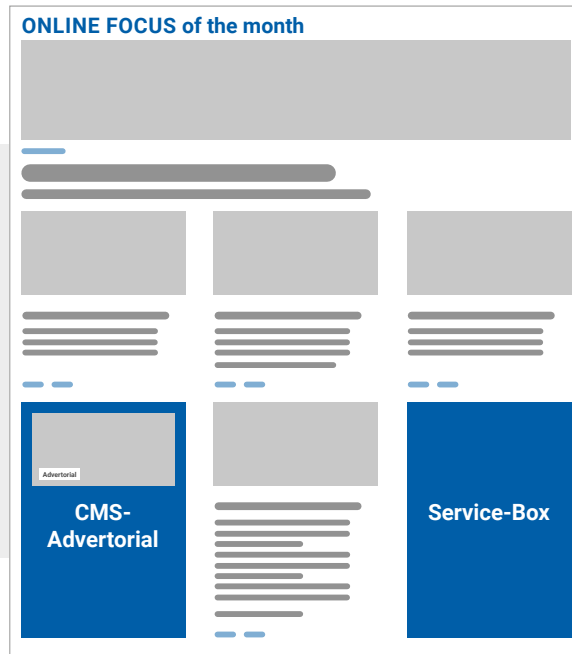 ONLINE FOCUS of the month
Advertorial
CMS-
Advertorial
Service-Box